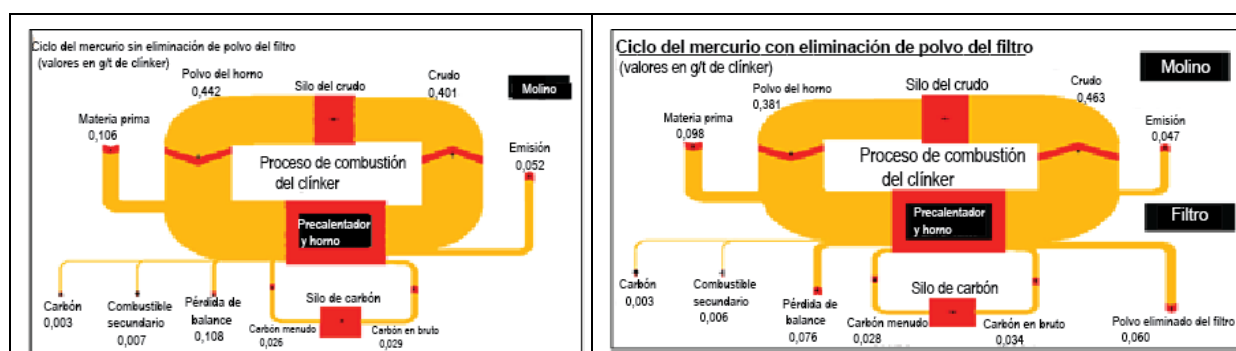 Ciclo del mercurio sin eliminación de polvo del filtro
(valores en g/t de clínker)
Polvo del horno
0,442
Silo del crudo
Crudo
0,401
Molino
Materia prima
0,106
Emisión
0,052
Proceso de combustión
del clínker
Precalentador
y horno
Carbón
0,003
Combustible
secundario
0,007
Pérdida de
balance
0,108
Silo de carbón
Carbón menudo
0,026
Carbón en bruto
0,029
Ciclo del mercurio con eliminación de polvo del filtro
(valores en g/t de clínker)
Polvo del horno
0,381
Silo del crudo
Crudo
0,463
Molino
Materia prima
0,098
Emisión
0,047
Proceso de combustión
del clínker
Precalentador
y horno
Filtro
Carbón
0,003
Combustible
secundario
0,006
Pérdida de
balance
0,076
Silo de carbón
Carbón menudo
0,028
Carbón en bruto
0,034
Polvo eliminado del filtro
0,060